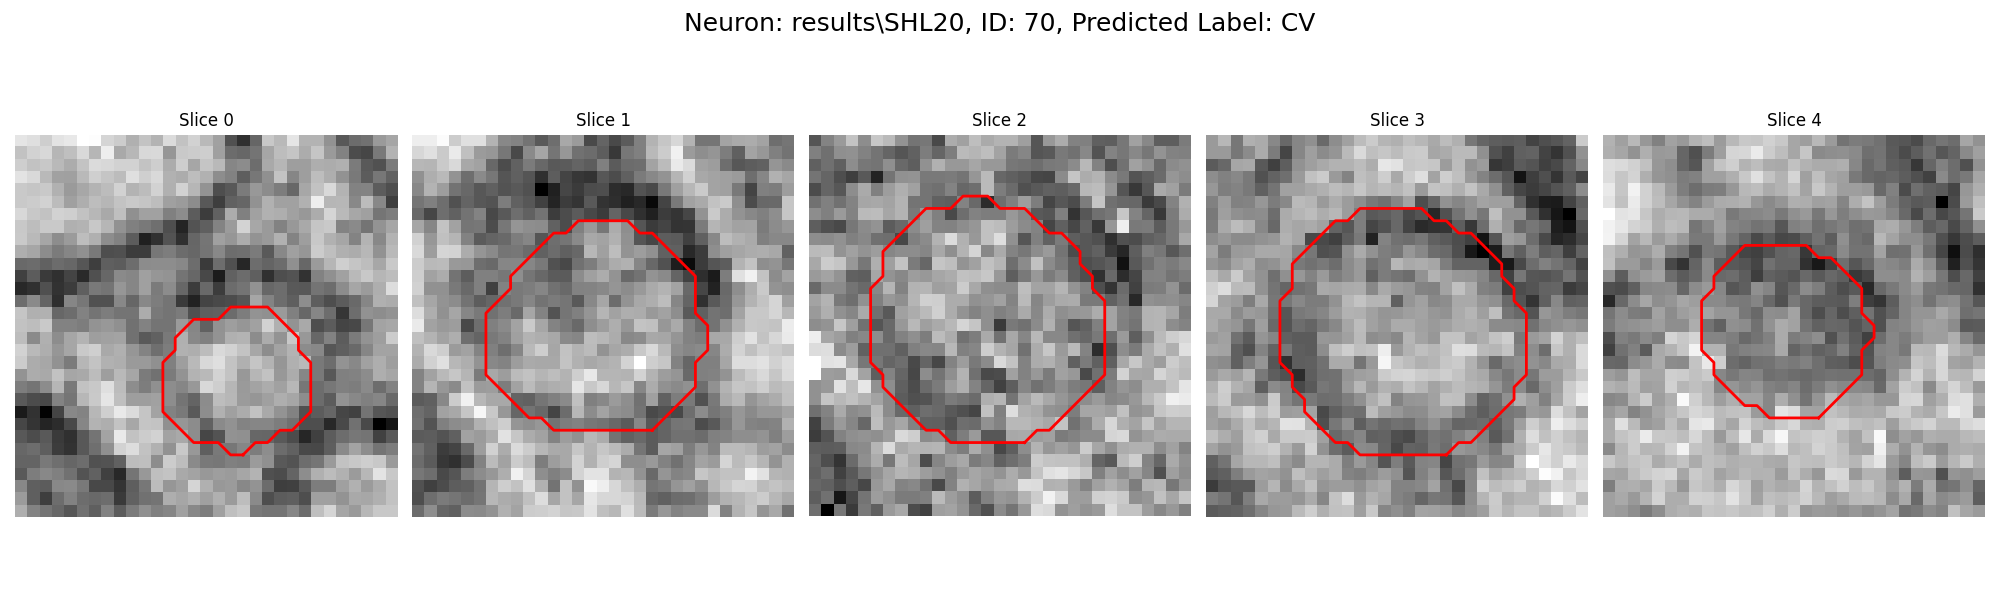 Neuron: results\SHL20, ID: 70, Predicted Label: CV
Slice 0
Slice 1
Slice 2
Slice 3
Slice 4